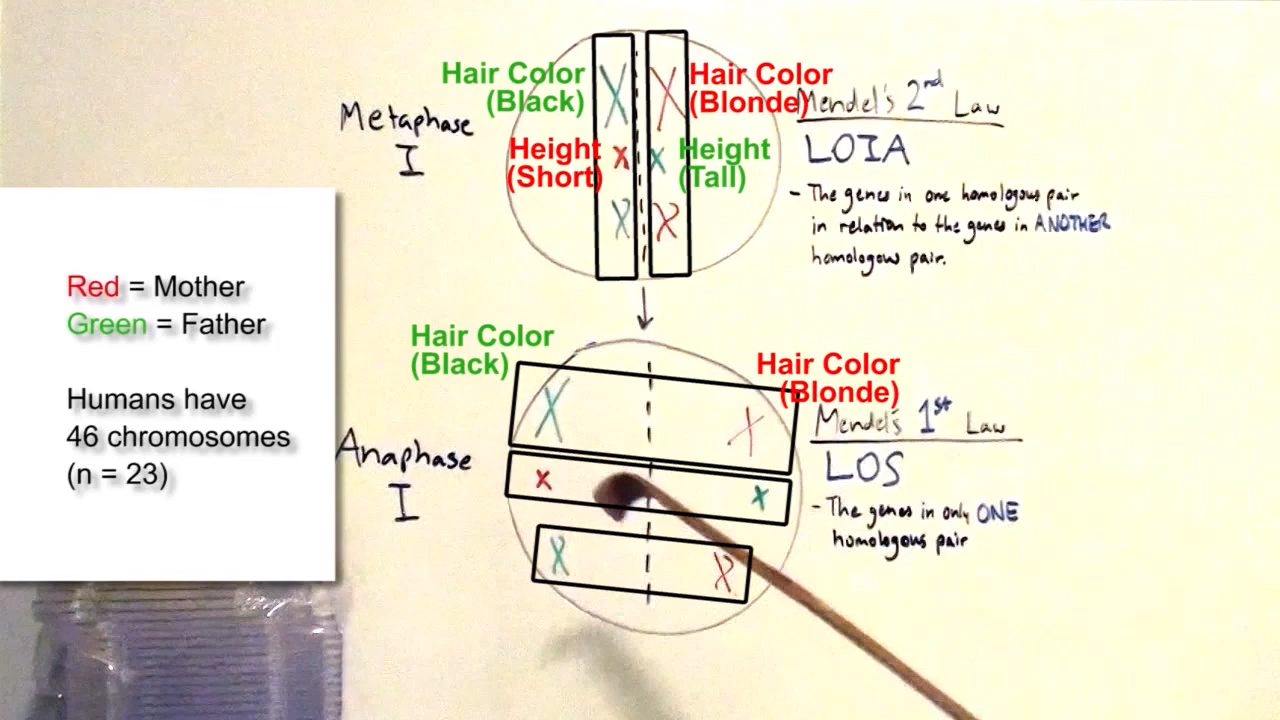 Hair Color
(Black)
Hair Color
(Blonde)
Height
(Short)
Height
(Tall)
Metaphase
I
Mendel's 2nd Law
LOIA
- The genes in one homologous pair
in relation to the genes in ANOTHER
homologous pair.
Red = Mother
Green = Father
Humans have
46 chromosomes
(n = 23)
Hair Color
(Black)
Hair Color
(Blonde)
Anaphase
I
Mendel's 1st Law
LOS
- The genes in only ONE
homologous pair